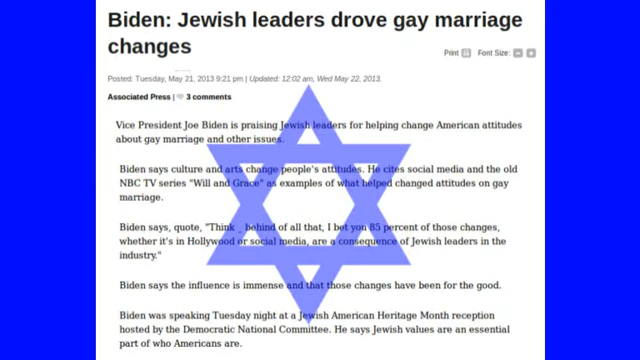 Biden: Jewish leaders drove gay marriage
changes
Print Font Size:
Posted: Tuesday, May 21, 2013 9:21 pm | Updated: 12:02 am, Wed May 22, 2013.
Associated Press | 3 comments
Vice President Joe Biden is praising Jewish leaders for helping change American attitudes
about gay marriage and other issues.
Biden says culture and arts change people's attitudes. He cites social media and the old
NBC TV series "Will and Grace" as examples of what helped changed attitudes on gay
marriage.
Biden says, quote, "Think _ behind of all that, I bet you 85 percent of those changes,
whether it's in Hollywood or social media, are a consequence of Jewish leaders in the
industry."
Biden says the influence is immense and that those changes have been for the good.
Biden was speaking Tuesday night at a Jewish American Heritage Month reception
hosted by the Democratic National Committee. He says Jewish values are an essential
part of who Americans are.